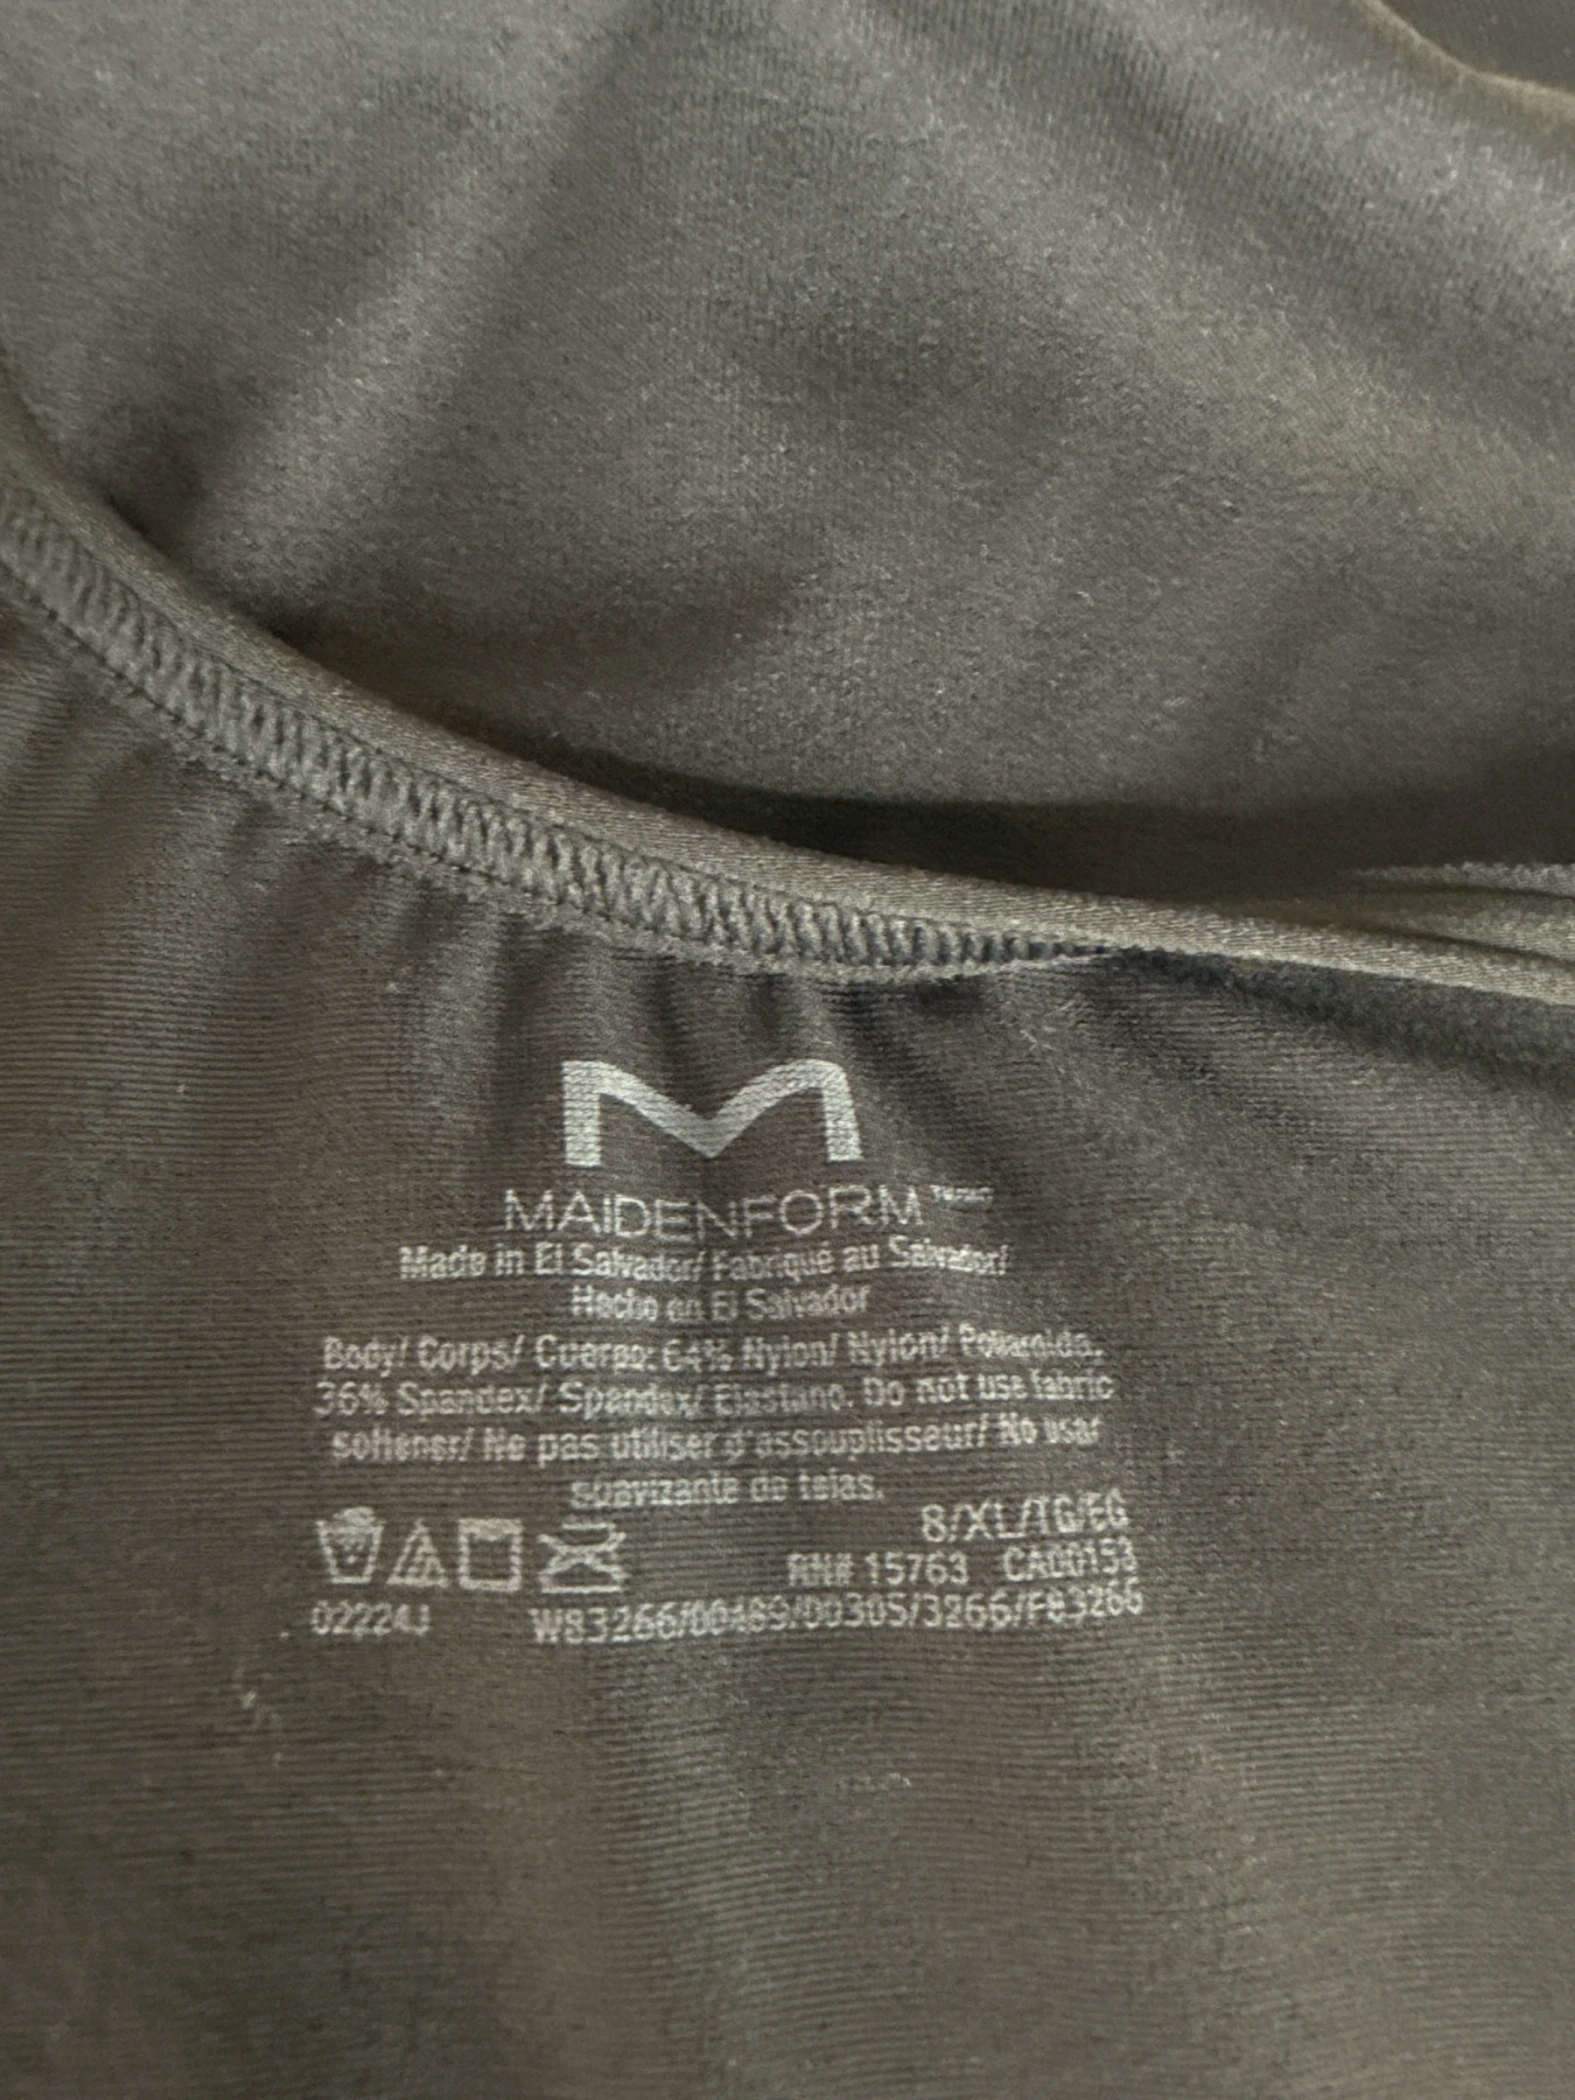 M
MAIDENFORM
Made in El Salvador/ Fabriqué au Salvador/
Hecho en El Salvador
Body/ Corps/ Cuerpo: 64% Nylon/ Nylon/ Poliamida,
36% Spandex/ Spandex/ Elastano. Do not use fabric
softener/ Ne pas utiliser d'assouplisseur/ No usar
suavizante de telas.
8/XL/TG/EG
RN# 15763 CA00153
02224J W83266/00489/00305/3266/F83266